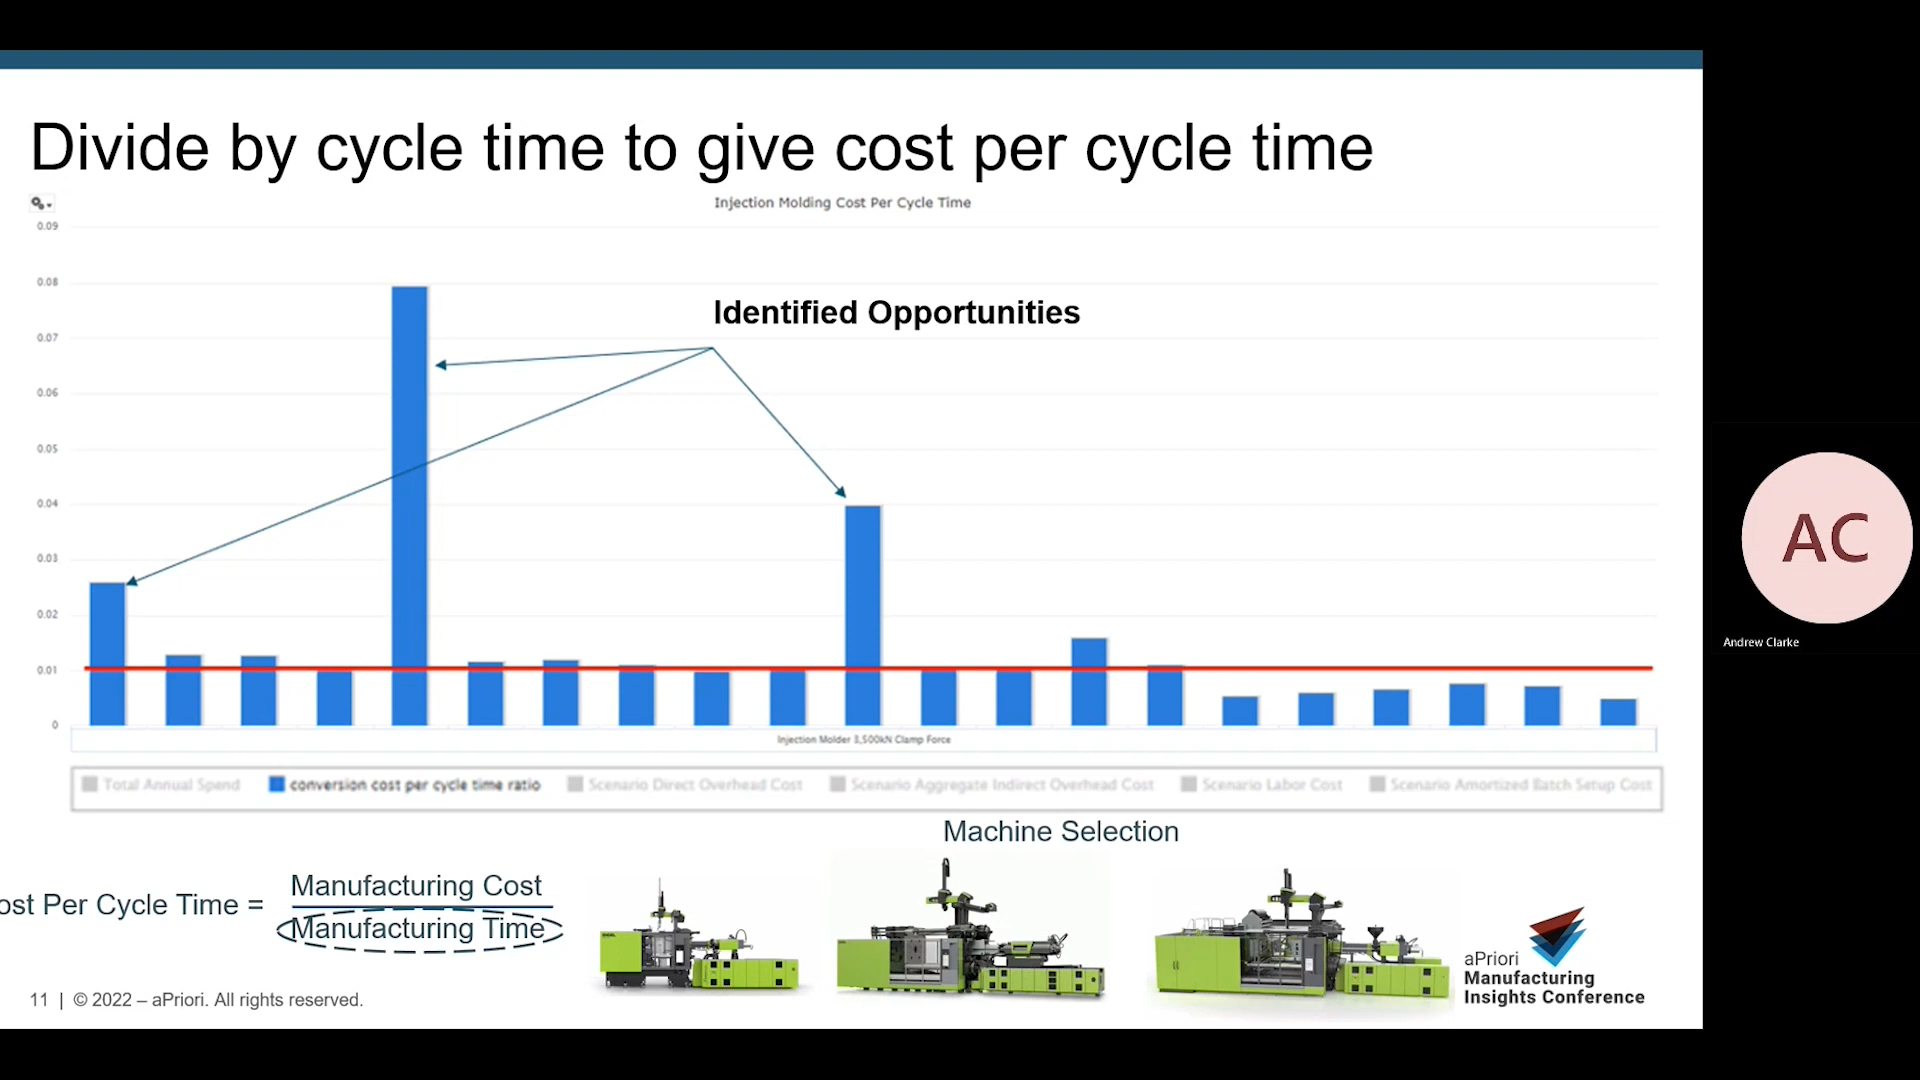 Divide by cycle time to give cost per cycle time
Injection Molding Cost Per Cycle Time
0.09
0.08
0.07
0.06
0.05
0.04
0.03
0.02
0.01
0
Identified Opportunities
Injection Molder 3,500kN Clamp Force
Total Annual Spend conversion cost per cycle time ratio Scenario Direct Overhead Cost Scenario Aggregate Indirect Overhead Cost Scenario Labor Cost Scenario Amortized Batch Setup Cost
Machine Selection
ost Per Cycle Time =
Manufacturing Cost
Manufacturing Time
aPriori
Manufacturing
Insights Conference
11 | © 2022 – aPriori. All rights reserved.
AC
Andrew Clarke